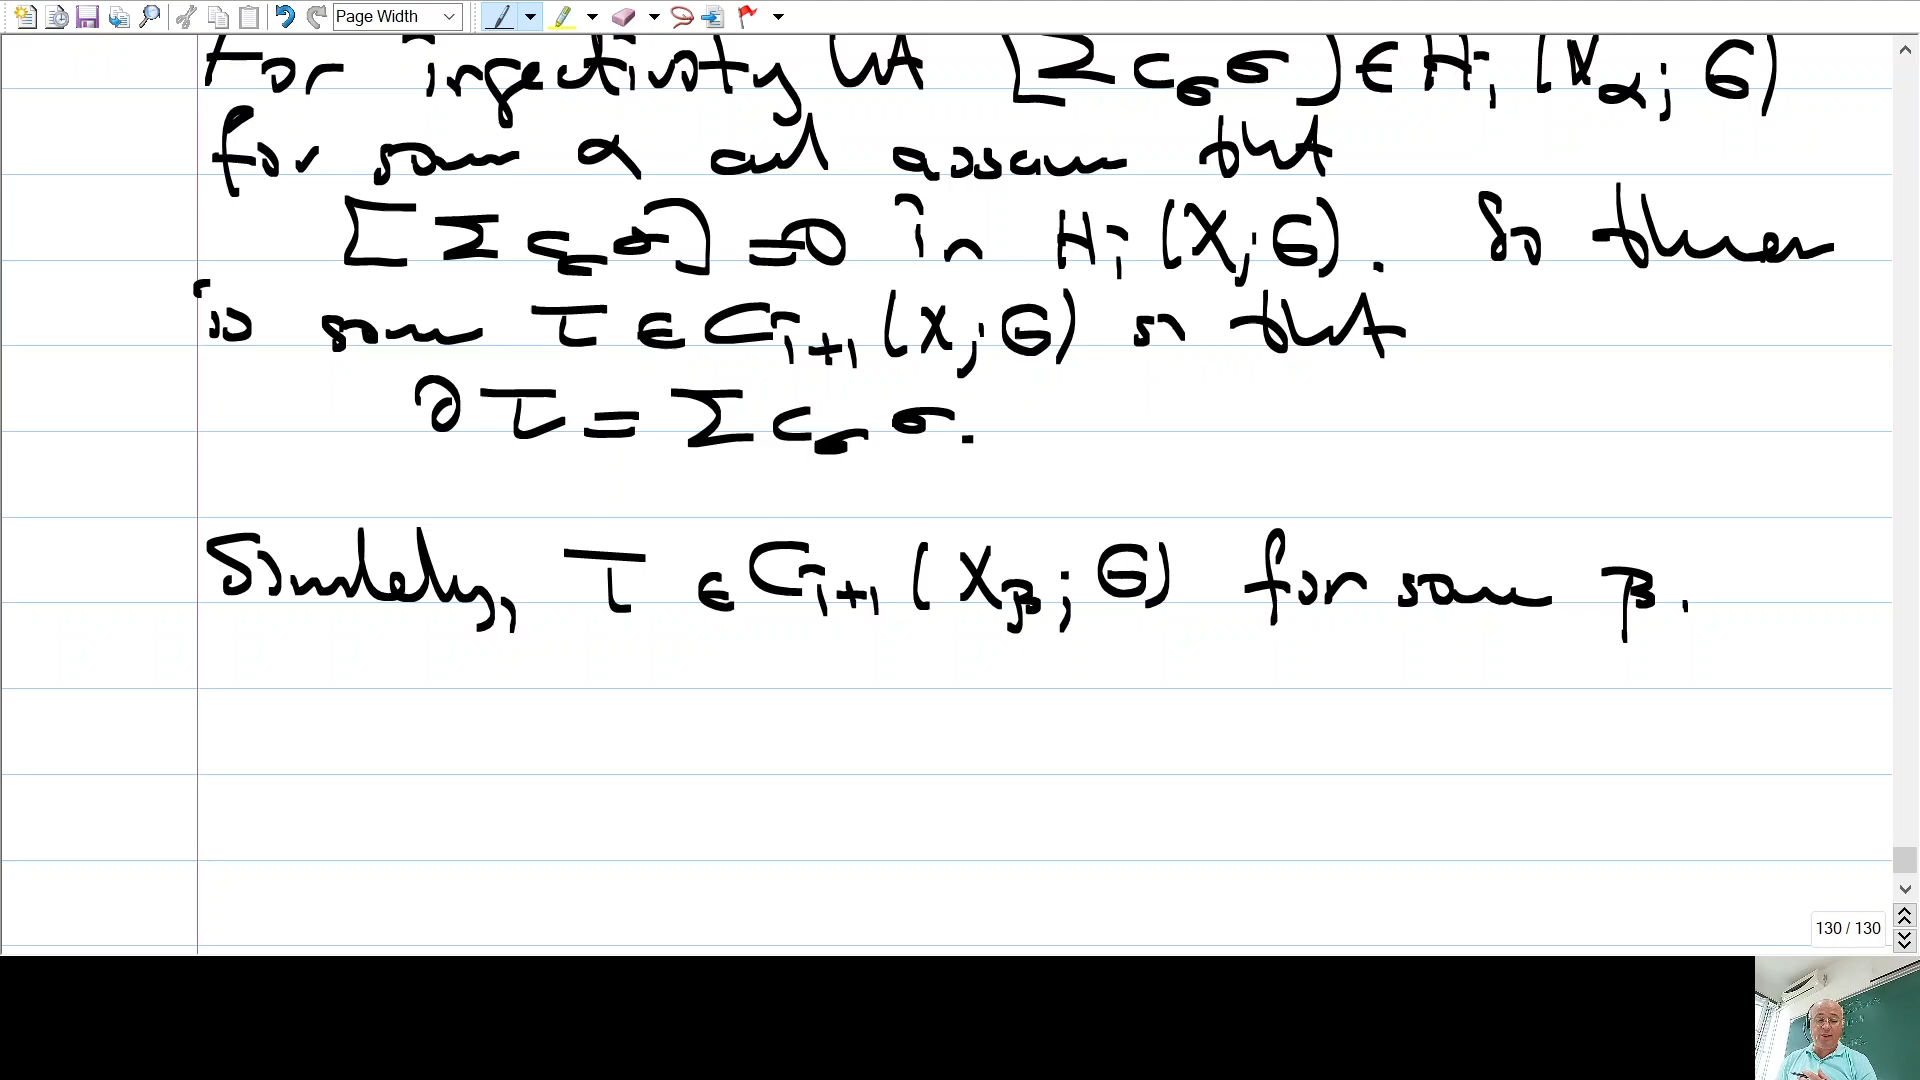 Page Width
For injectivity let [Σ c_σ σ] ∈ H_i (X_α; G)
for some α and assume that
[Σ c_σ σ] = 0 in H_i (X; G). So there
is some τ ∈ C_{i+1} (X; G) so that
∂τ = Σ c_σ σ.
Similarly, τ ∈ C_{i+1} (X_β; G) for some β.
130 / 130